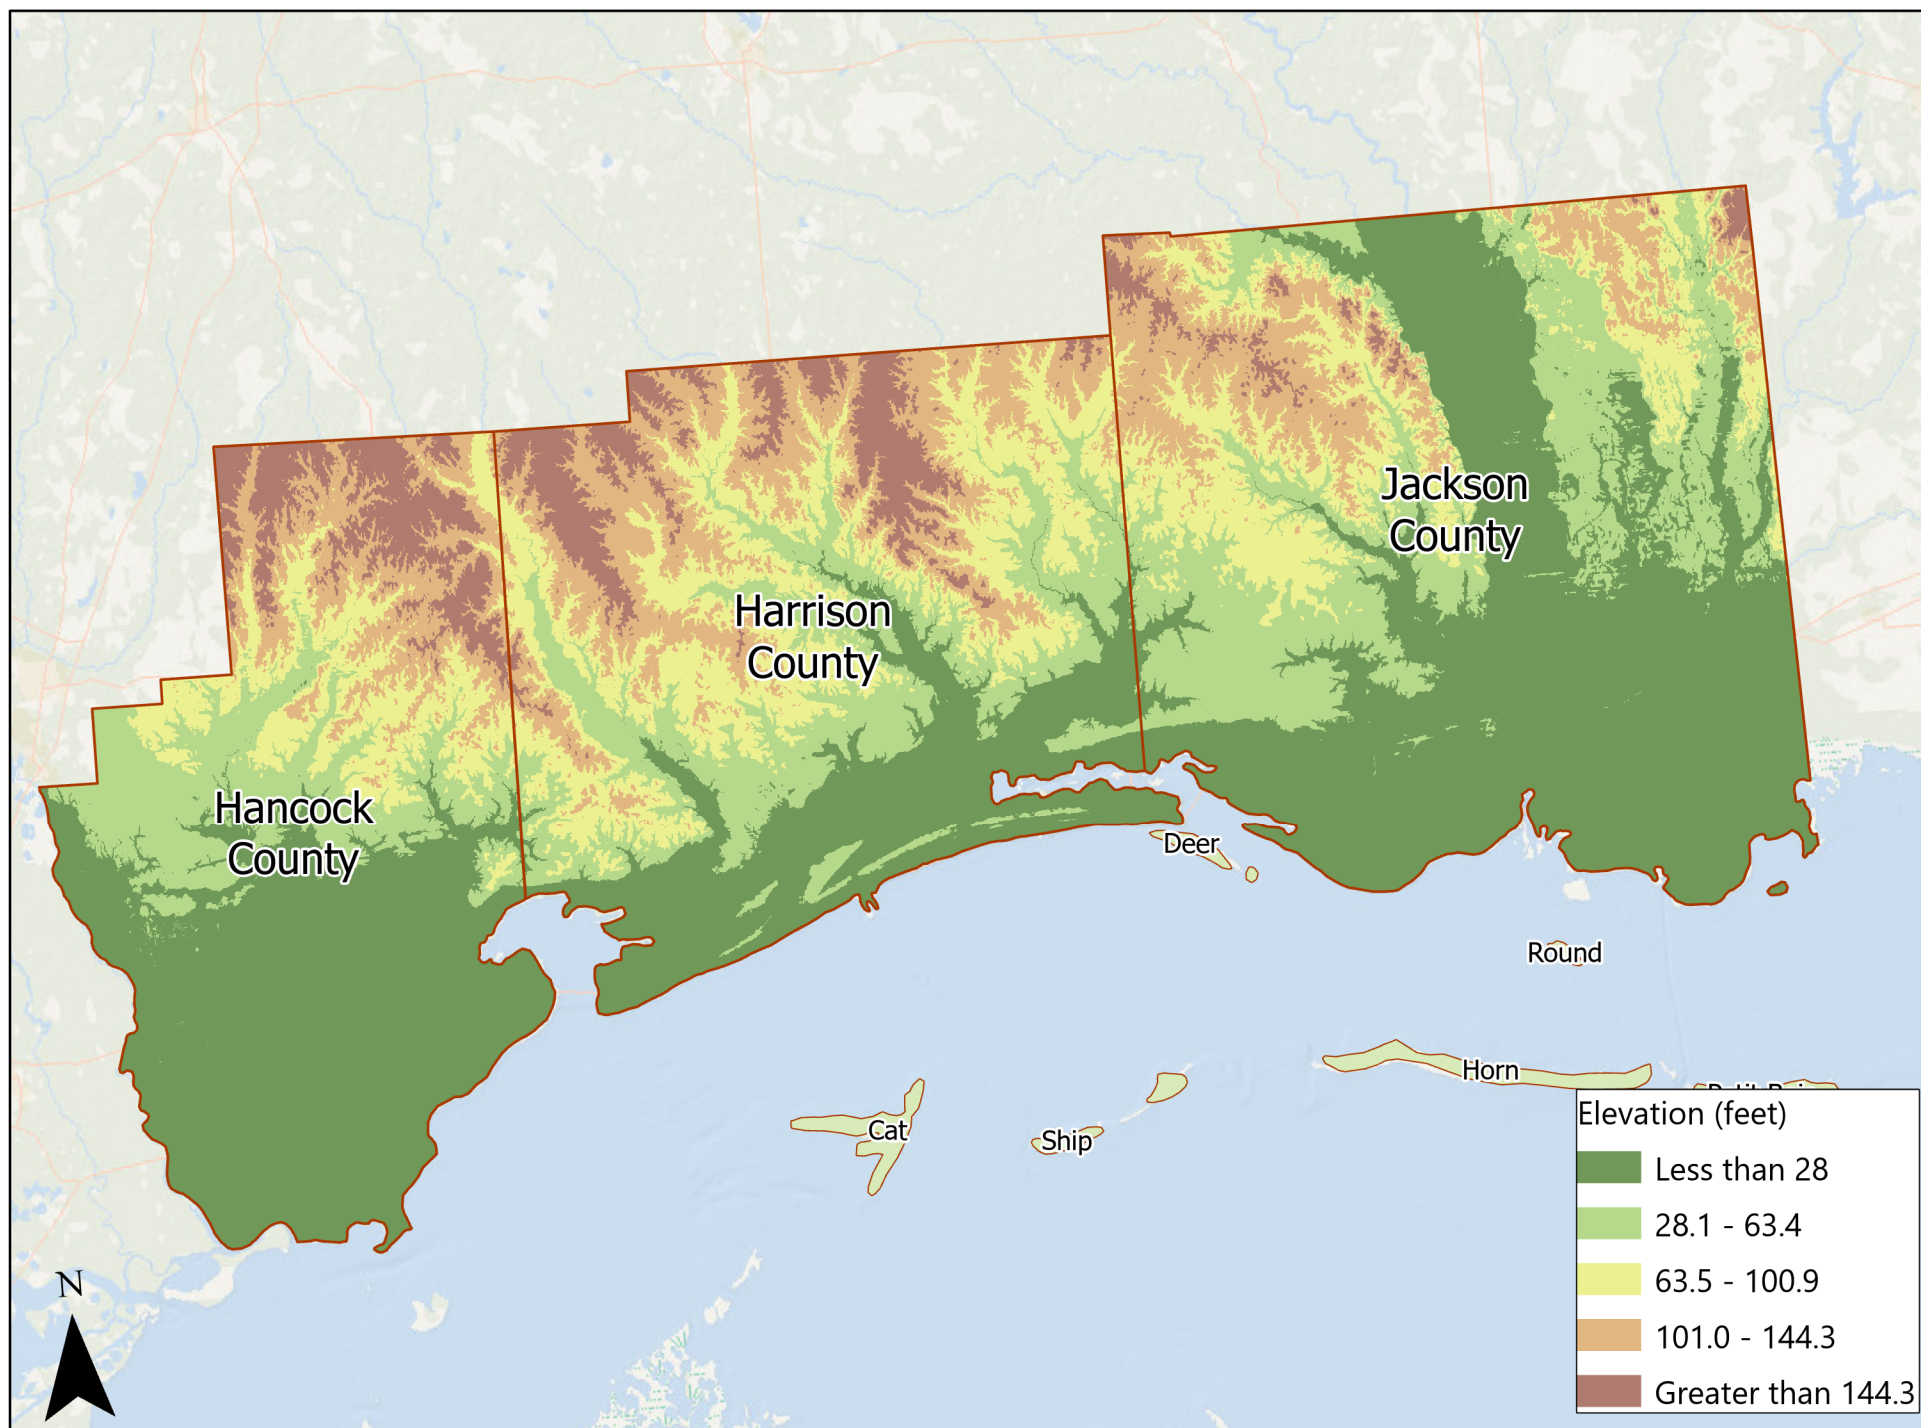 Jackson
County
Harrison
County
Hancock
County
Deer
Round
Horn
Cat
Ship
N
Elevation (feet)
Less than 28
28.1 - 63.4
63.5 - 100.9
101.0 - 144.3
Greater than 144.3